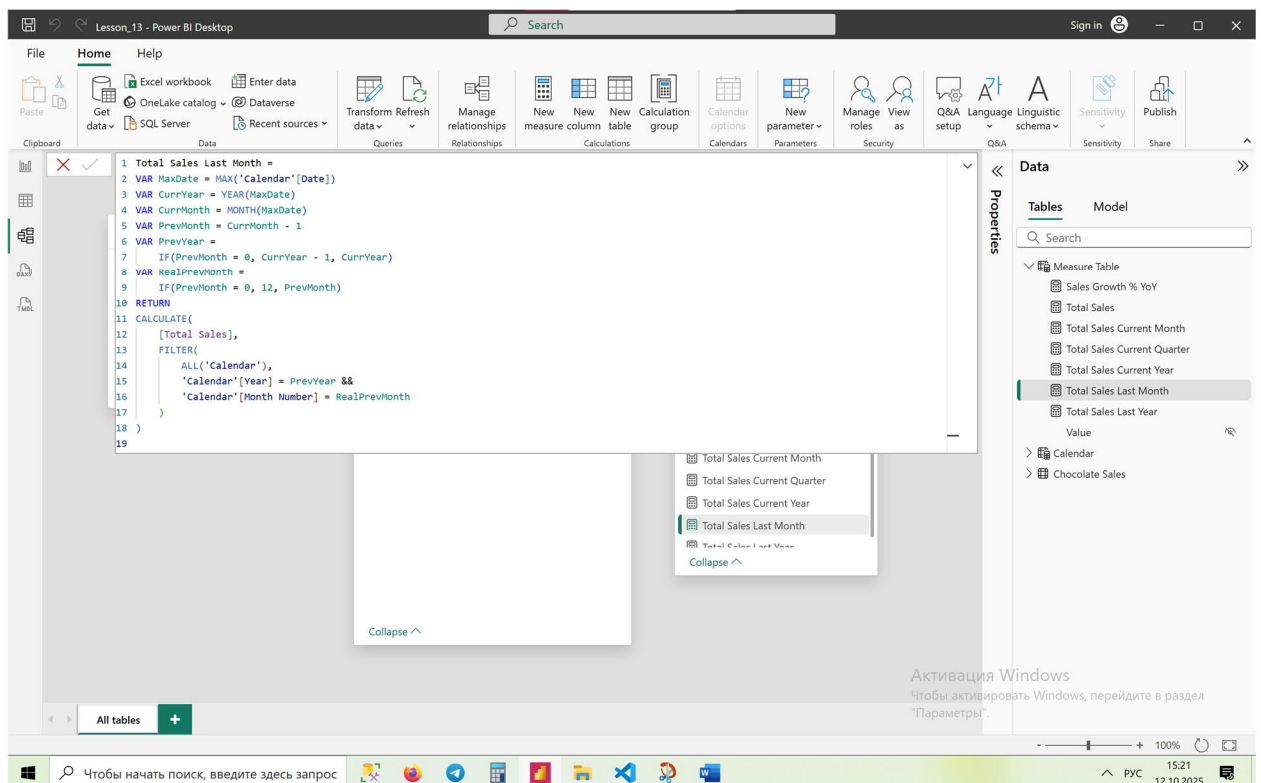 Lesson_13 - Power BI Desktop
Search
Sign in
File Home Help
Paste
Clipboard
Get data
Excel workbook
OneLake catalog
SQL Server
Enter data
Dataverse
Recent sources
Data
Transform data
Refresh
Queries
Manage relationships
Relationships
New measure
New column
New table
Calculation group
Calculations
Calendar options
Calendars
New parameter
Parameters
Manage roles
View as
Security
Q&A setup
Language
Linguistic schema
Q&A
Sensitivity
Sensitivity
Publish
Share
DAX
TMDL
1 Total Sales Last Month =
2 VAR MaxDate = MAX('Calendar'[Date])
3 VAR CurrYear = YEAR(MaxDate)
4 VAR CurrMonth = MONTH(MaxDate)
5 VAR PrevMonth = CurrMonth - 1
6 VAR PrevYear =
7 IF(PrevMonth = 0, CurrYear - 1, CurrYear)
8 VAR RealPrevMonth =
9 IF(PrevMonth = 0, 12, PrevMonth)
10 RETURN
11 CALCULATE(
12 [Total Sales],
13 FILTER(
14 ALL('Calendar'),
15 'Calendar'[Year] = PrevYear &&
16 'Calendar'[Month Number] = RealPrevMonth
17 )
18 )
19
Total Sales Current Month
Total Sales Current Quarter
Total Sales Current Year
Total Sales Last Month
Total Sales Last Year
Collapse
Collapse
Properties
Data
Tables Model
Search
Measure Table
Sales Growth % YoY
Total Sales
Total Sales Current Month
Total Sales Current Quarter
Total Sales Current Year
Total Sales Last Month
Total Sales Last Year
Value
Calendar
Chocolate Sales
Активация Windows
Чтобы активировать Windows, перейдите в раздел
"Параметры".
All tables +
- + 100%
Чтобы начать поиск, введите здесь запрос
РУС
15:21
12.10.2025